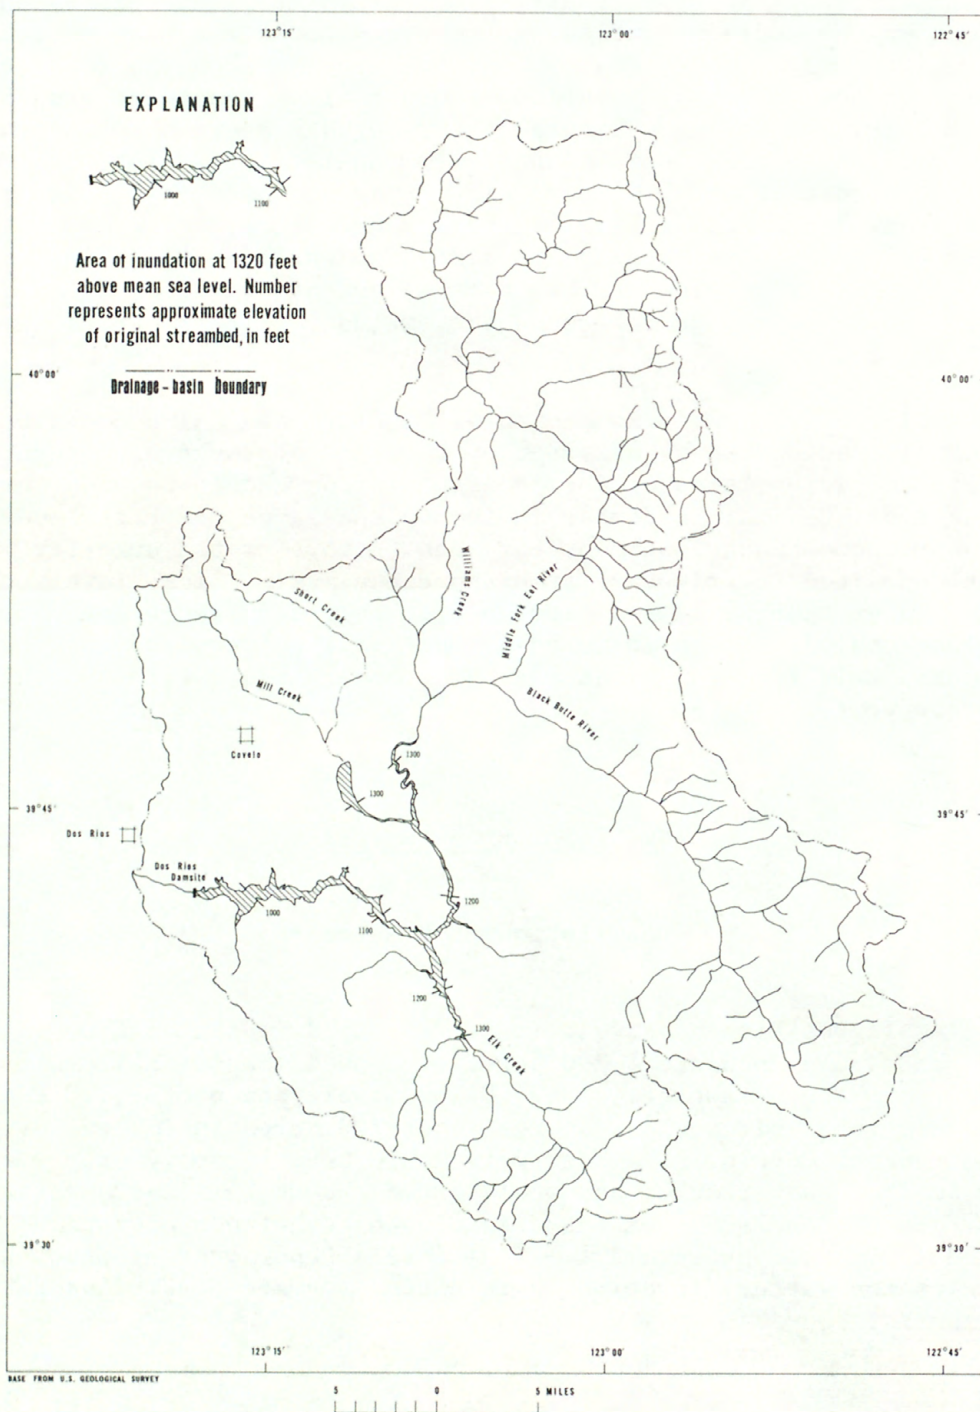 123°15'
123°00'
122°45'
EXPLANATION
1000
1100
Area of inundation at 1320 feet
above mean sea level. Number
represents approximate elevation
of original streambed, in feet
Drainage-basin boundary
40°00'
40°00'
Williams Creek
Short Creek
Middle Fork Eel River
Mill Creek
Black Butte River
Covelo
1300
1300
39°45'
39°45'
Dos Rios
Dos Rios
Damsite
1000
1100
1200
1200
1300
Elk Creek
39°30'
39°30'
123°15'
123°00'
122°45'
BASE FROM U.S. GEOLOGICAL SURVEY
5 0 5 MILES